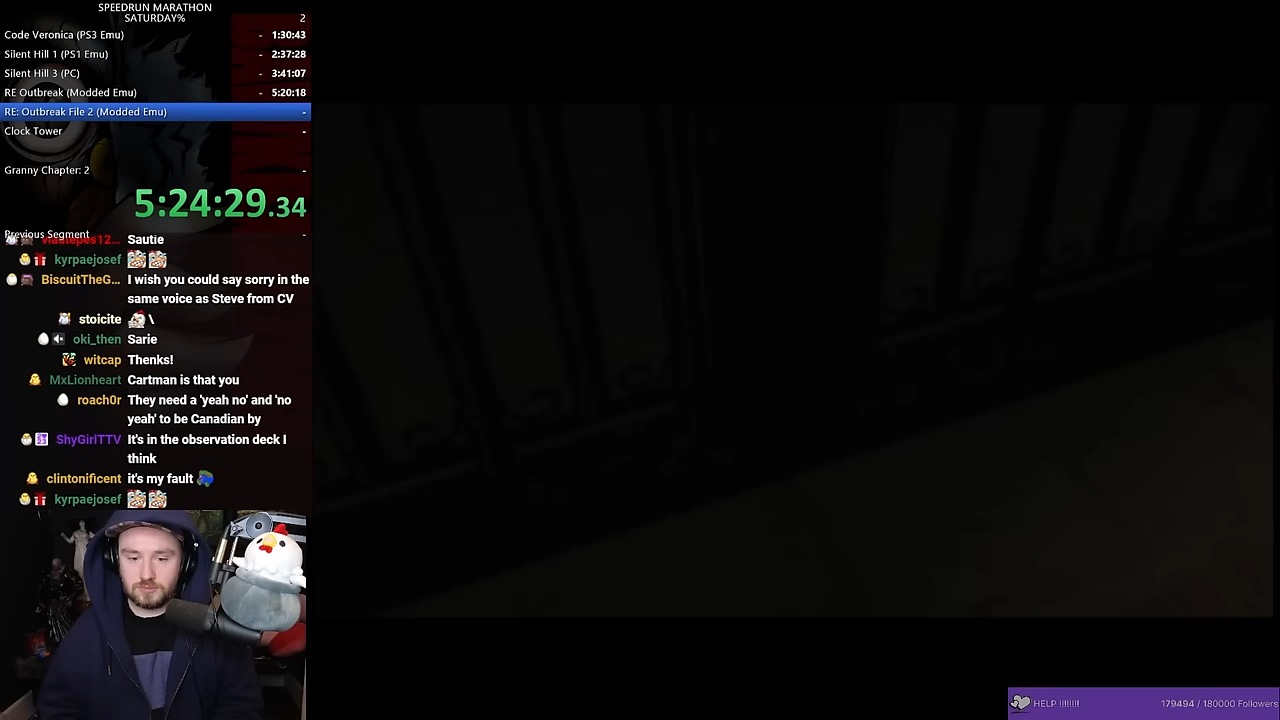 SPEEDRUN MARATHON
SATURDAY%
2
Code Veronica (PS3 Emu) - 1:30:43
Silent Hill 1 (PS1 Emu) - 2:37:28
Silent Hill 3 (PC) - 3:41:07
RE Outbreak (Modded Emu) - 5:20:18
RE: Outbreak File 2 (Modded Emu) -
Clock Tower -
Granny Chapter: 2 -
5:24:29.34
Previous Segment -
Sautie
kyrpaejosef
BiscuitTheG... I wish you could say sorry in the
same voice as Steve from CV
stoicite \
oki_then Sarie
witcap Thenks!
MxLionheart Cartman is that you
roach0r They need a 'yeah no' and 'no
yeah' to be Canadian by
ShyGirlTTV It's in the observation deck I
think
clintonificent it's my fault
kyrpaejosef
HELP !!!!!!! 179494 / 180000 Followers